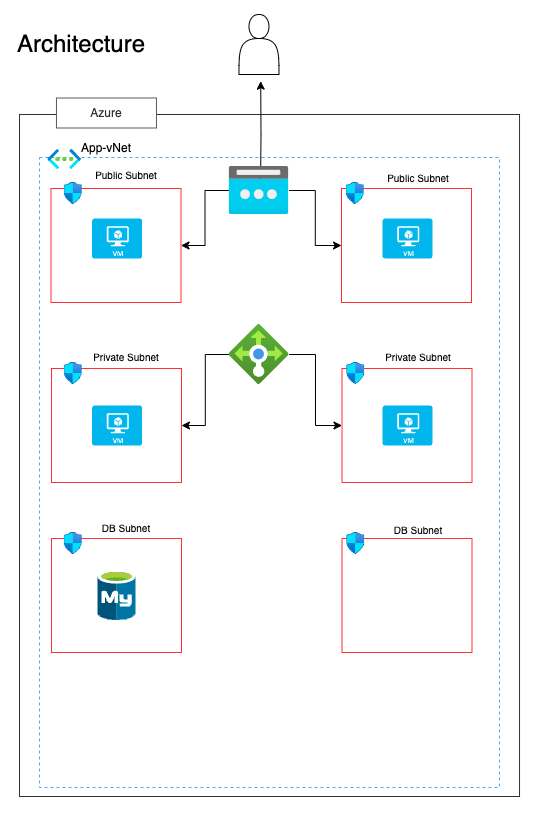 Architecture
Azure
App-vNet
Public Subnet
Public Subnet
VM
VM
Private Subnet
Private Subnet
VM
VM
DB Subnet
DB Subnet
My